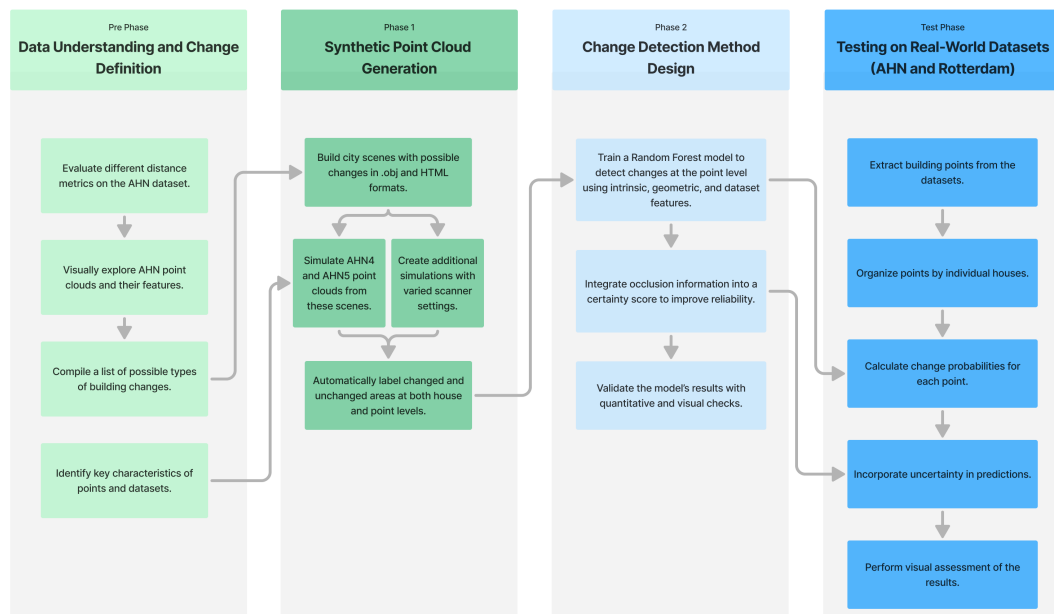 Pre Phase
Data Understanding and Change
Definition
Evaluate different distance
metrics on the AHN dataset.
Visually explore AHN point
clouds and their features.
Compile a list of possible types
of building changes.
Identify key characteristics of
points and datasets.
Phase 1
Synthetic Point Cloud
Generation
Build city scenes with possible
changes in .obj and HTML
formats.
Simulate AHN4
and AHN5 point
clouds from
these scenes.
Create additional
simulations with
varied scanner
settings.
Automatically label changed and
unchanged areas at both house
and point levels.
Phase 2
Change Detection Method
Design
Train a Random Forest model to
detect changes at the point level
using intrinsic, geometric, and dataset
features.
Integrate occlusion information into a
certainty score to improve reliability.
Validate the model's results with
quantitative and visual checks.
Test Phase
Testing on Real-World Datasets
(AHN and Rotterdam)
Extract building points from the
datasets.
Organize points by individual houses.
Calculate change probabilities for
each point.
Incorporate uncertainty in predictions.
Perform visual assessment of the
results.